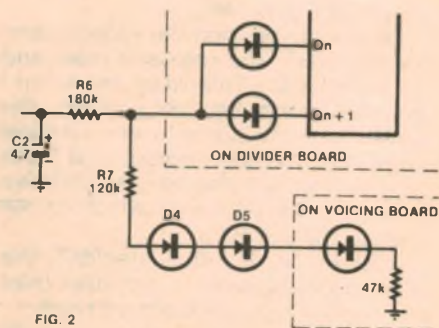 R6
180k
Qn
Qn + 1
C2
4.7
+
−
ON DIVIDER BOARD
R7
120k
ON VOICING BOARD
D4
D5
47k
FIG. 2